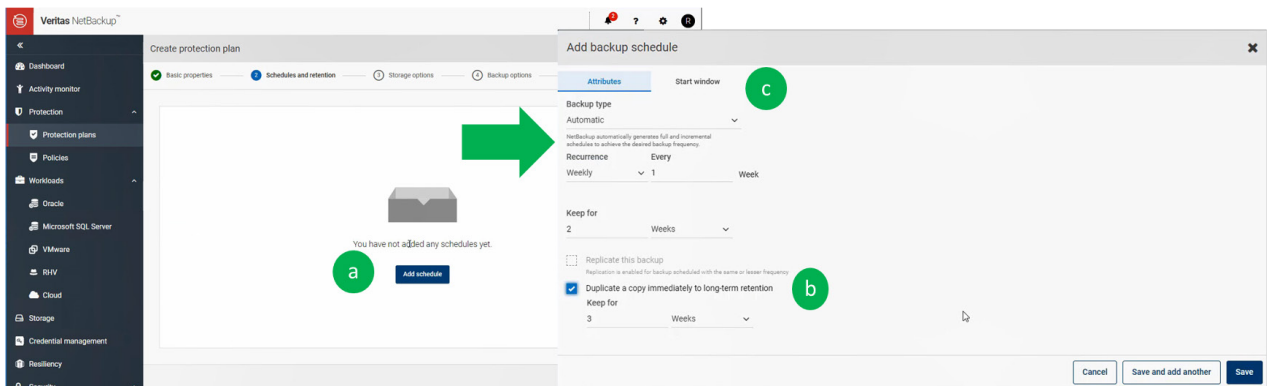 Veritas NetBackup™
2
?
R
«
Dashboard
Activity monitor
Protection
Protection plans
Policies
Workloads
Oracle
Microsoft SQL Server
VMware
RHV
Cloud
Storage
Credential management
Resiliency
Create protection plan
Basic properties
2 Schedules and retention
3 Storage options
4 Backup options
You have not added any schedules yet.
a
Add schedule
Add backup schedule
Attributes
Start window
c
Backup type
Automatic
NetBackup automatically generates full and incremental
schedules to achieve the desired backup frequency
Recurrence Every
Weekly 1 Week
Keep for
2 Weeks
Replicate this backup
Replication is enabled for backup scheduled with the same or lesser frequency
Duplicate a copy immediately to long-term retention
b
Keep for
3 Weeks
Cancel
Save and add another
Save